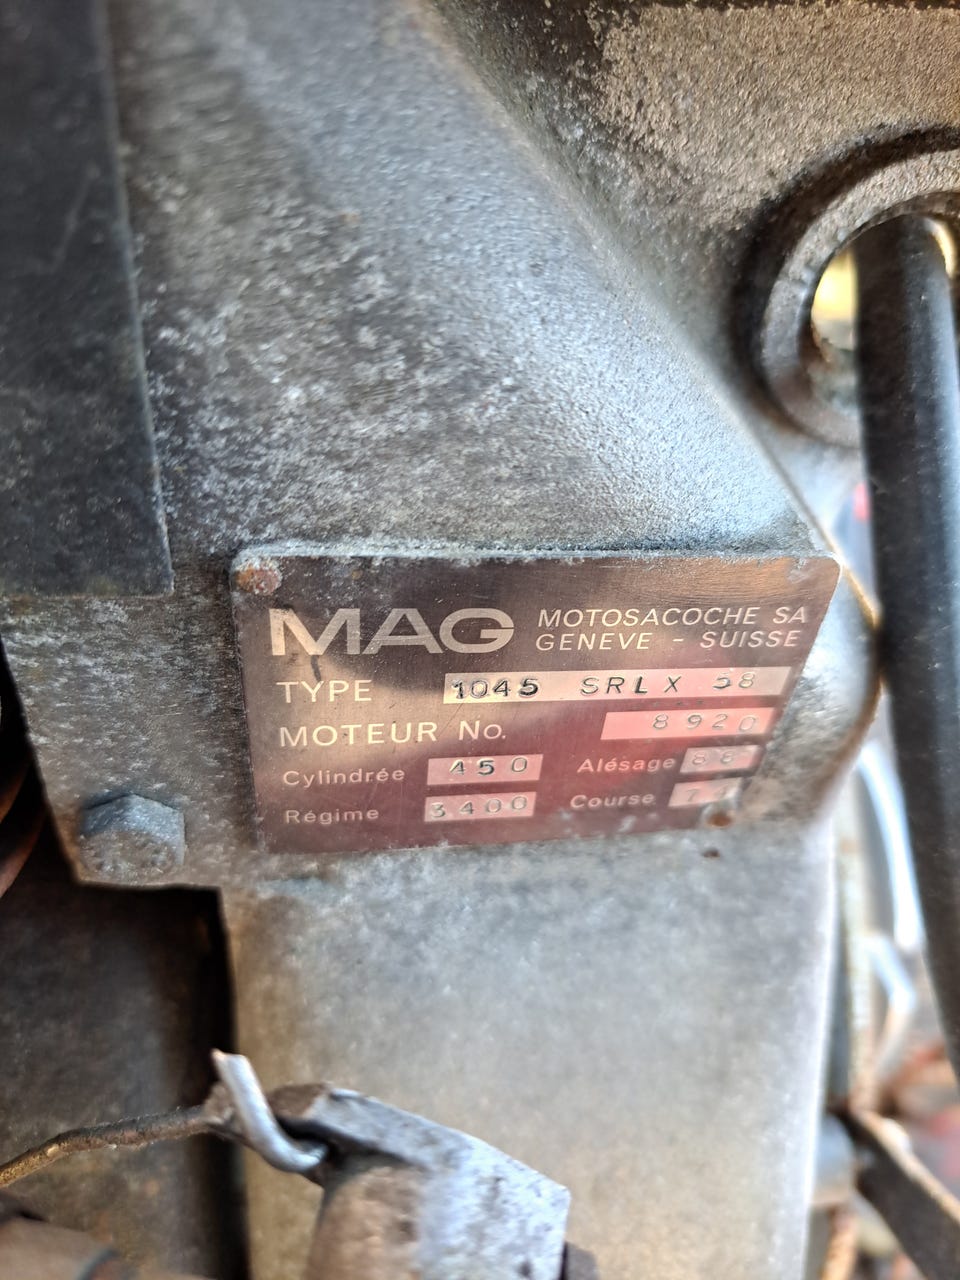 MAG MOTOSACOCHE SA
GENEVE - SUISSE
TYPE 1045 SRLX 58
MOTEUR No. 8920
Cylindrée 450 Alésage 88
Régime 3400 Course 74